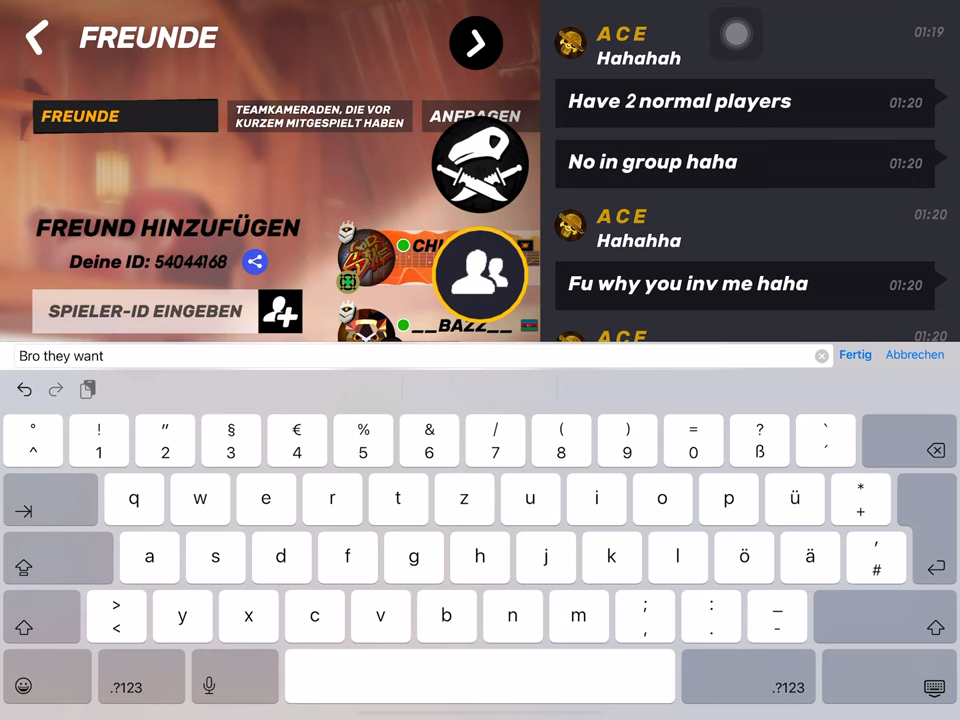 FREUNDE
FREUNDE
TEAMKAMERADEN, DIE VOR
KURZEM MITGESPIELT HABEN
ANFRAGEN
FREUND HINZUFÜGEN
Deine ID: 54044168
SPIELER-ID EINGEBEN
__BAZZ__
ACE
01:19
Hahahah
Have 2 normal players
01:20
No in group haha
01:20
ACE
01:20
Hahahha
Fu why you inv me haha
01:20
ACE
01:20
Bro they want
Fertig
Abbrechen
° ! " § € % & / ( ) = ? `
^ 1 2 3 4 5 6 7 8 9 0 ß ´
q w e r t z u i o p ü * +
a s d f g h j k l ö ä ' #
> < y x c v b n m ; , : . _ -
.?123
.?123